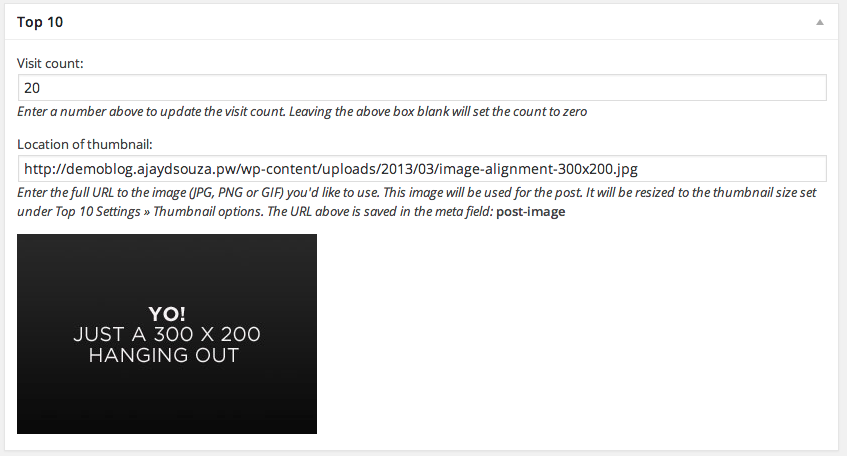 Top 10
Visit count:
20
Enter a number above to update the visit count. Leaving the above box blank will set the count to zero
Location of thumbnail:
http://demoblog.ajaydsouza.pw/wp-content/uploads/2013/03/image-alignment-300x200.jpg
Enter the full URL to the image (JPG, PNG or GIF) you'd like to use. This image will be used for the post. It will be resized to the thumbnail size set
under Top 10 Settings » Thumbnail options. The URL above is saved in the meta field: post-image
YO!
JUST A 300 X 200
HANGING OUT